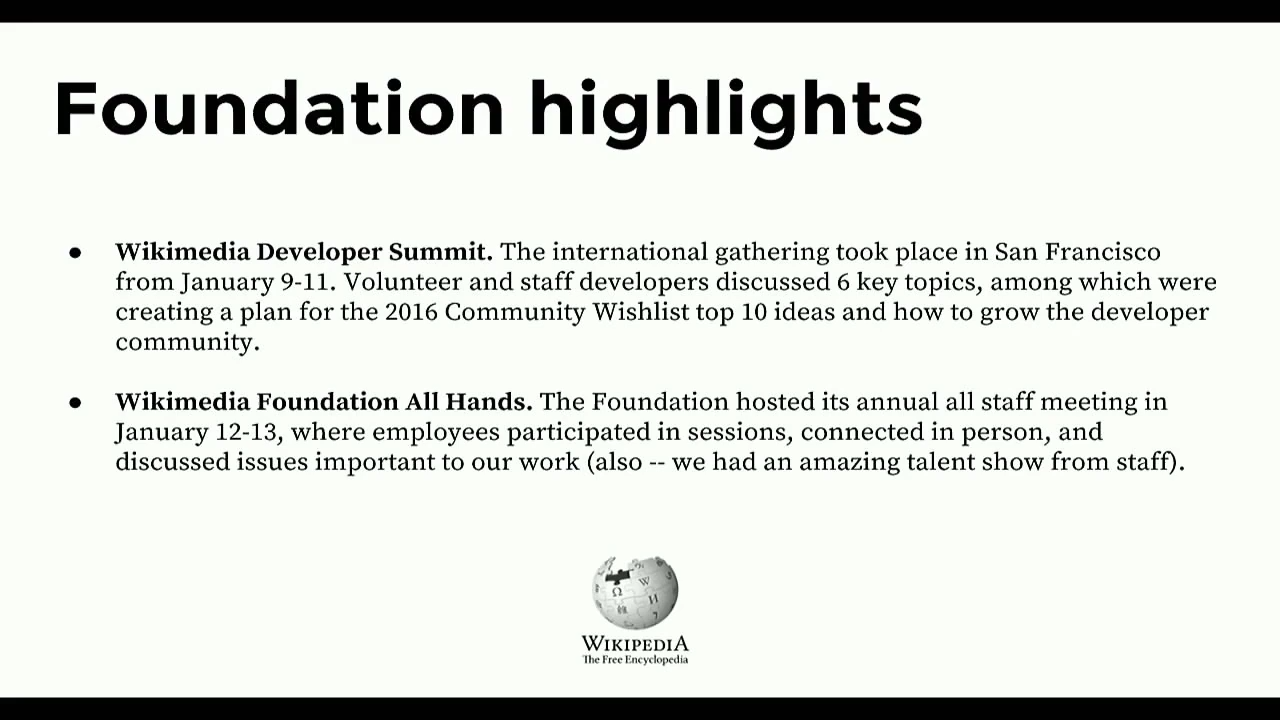 Foundation highlights
● Wikimedia Developer Summit. The international gathering took place in San Francisco
from January 9-11. Volunteer and staff developers discussed 6 key topics, among which were
creating a plan for the 2016 Community Wishlist top 10 ideas and how to grow the developer
community.
● Wikimedia Foundation All Hands. The Foundation hosted its annual all staff meeting in
January 12-13, where employees participated in sessions, connected in person, and
discussed issues important to our work (also -- we had an amazing talent show from staff).
Ω W И
WIKIPEDIA
The Free Encyclopedia